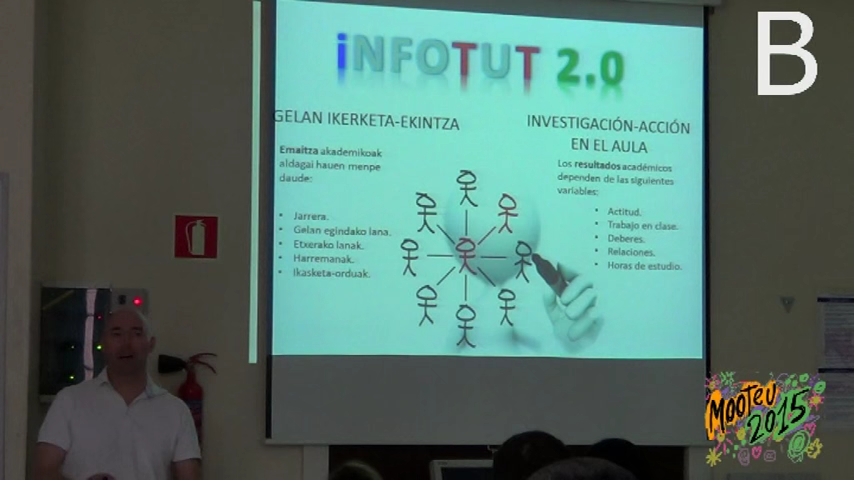 B
iNFOTUT 2.0
GELAN IKERKETA-EKINTZA
Emaitza akademikoak
aldagai hauen menpe
daude:
• Jarrera.
• Gelan egindako lana.
• Etxerako lanak.
• Harremanak.
• Ikasketa-orduak.
INVESTIGACIÓN-ACCIÓN
EN EL AULA
Los resultados académicos
dependen de las siguientes
variables:
• Actitud.
• Trabajo en clase.
• Deberes.
• Relaciones.
• Horas de estudio.
MOOTEU
2015